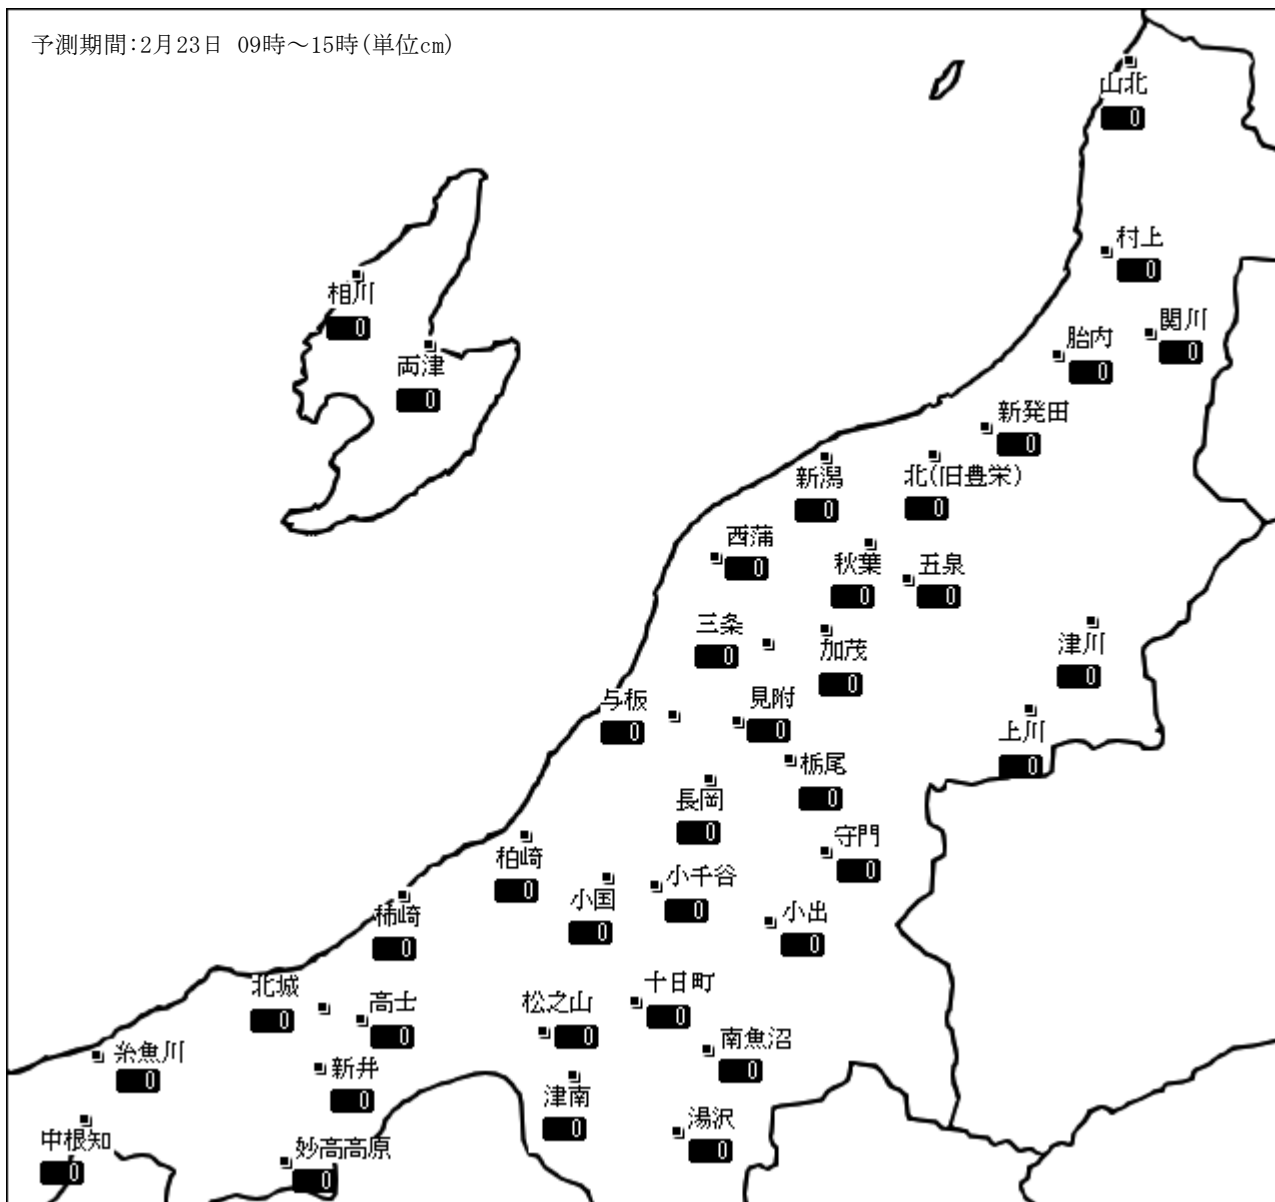 予測期間:2月23日 09時～15時(単位cm)
山北
0
村上
0
相川
0
関川
0
胎内
0
両津
0
新発田
0
新潟
0
北(旧豊栄)
0
西蒲
0
秋葉
0
五泉
0
三条
0
加茂
0
津川
0
与板
0
見附
0
上川
0
栃尾
0
長岡
0
守門
0
柏崎
0
小千谷
0
小国
0
小出
0
柿崎
0
北城
0
高士
0
松之山
0
十日町
0
南魚沼
0
糸魚川
0
新井
0
津南
0
湯沢
0
中根知
0
妙高高原
0